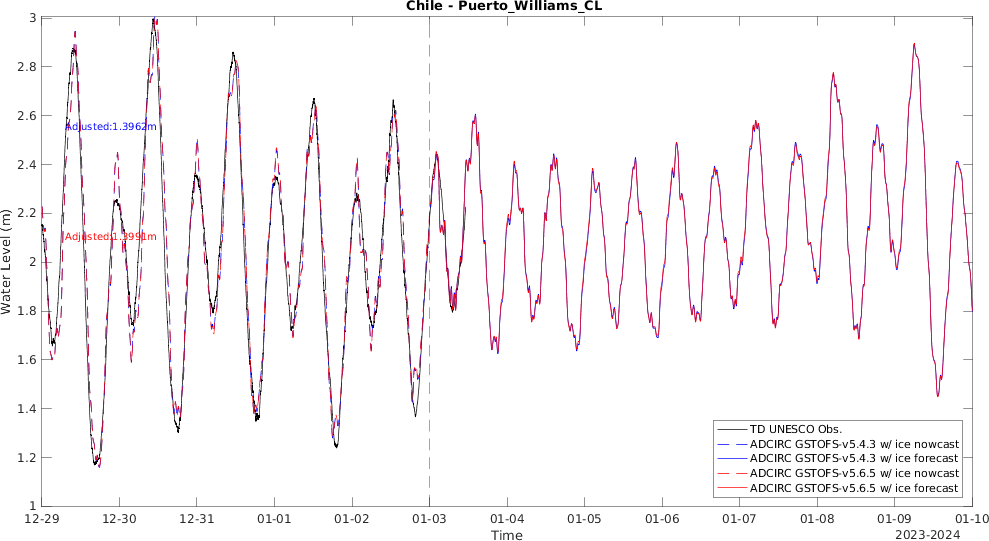 Chile - Puerto_Williams_CL
3
2.8
2.6
2.4
2.2
2
1.8
1.6
1.4
1.2
1
Water Level (m)
Adjusted:1.3962m
Adjusted:1.3991m
TD UNESCO Obs.
ADCIRC GSTOFS-v5.4.3 w/ ice nowcast
ADCIRC GSTOFS-v5.4.3 w/ ice forecast
ADCIRC GSTOFS-v5.6.5 w/ ice nowcast
ADCIRC GSTOFS-v5.6.5 w/ ice forecast
12-29 12-30 12-31 01-01 01-02 01-03 01-04 01-05 01-06 01-07 01-08 01-09 01-10
Time
2023-2024